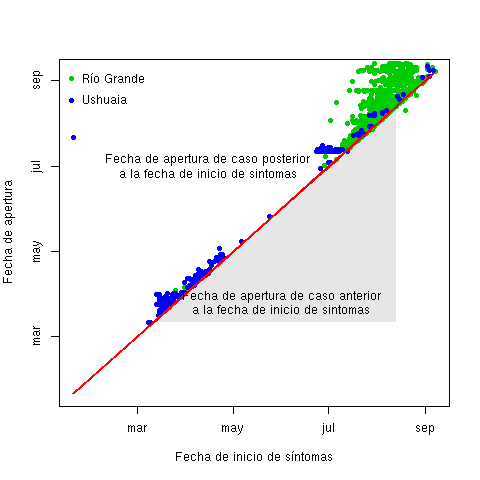 Río Grande
Ushuaia
Fecha de apertura de caso posterior
a la fecha de inicio de sintomas
Fecha de apertura de caso anterior
a la fecha de inicio de sintomas
Fecha de apertura
sep
jul
may
mar
mar
may
jul
sep
Fecha de inicio de síntomas